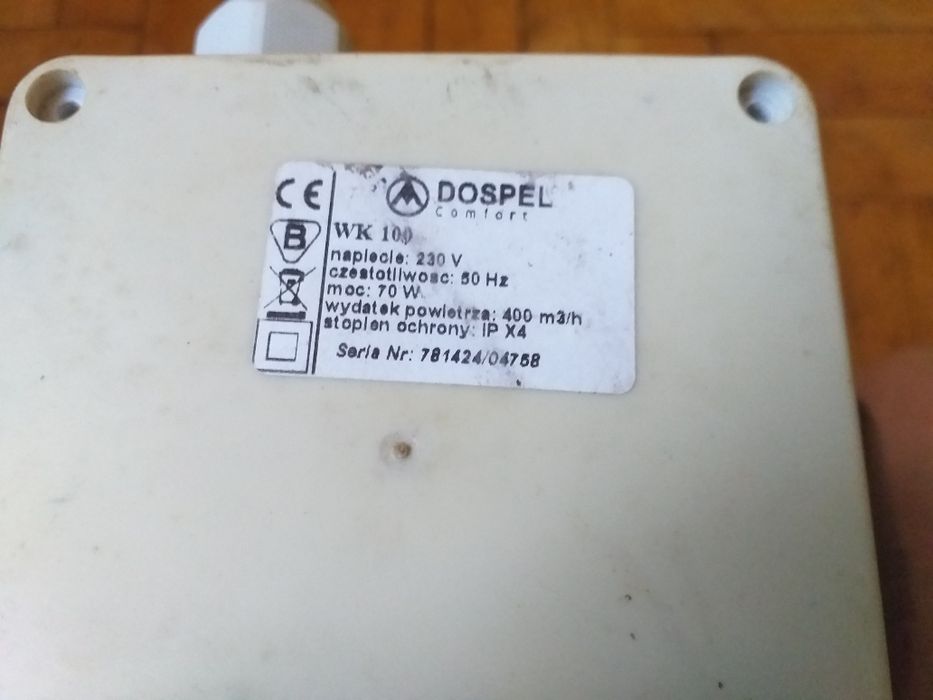 CE
DOSPEL
Comfort
B
WK 100
napiecie: 230 V
czestotliwosc: 50 Hz
moc: 70 W
wydatek powietrza: 400 m3/h
stopien ochrony: IP X4
Seria Nr: 781424/04758